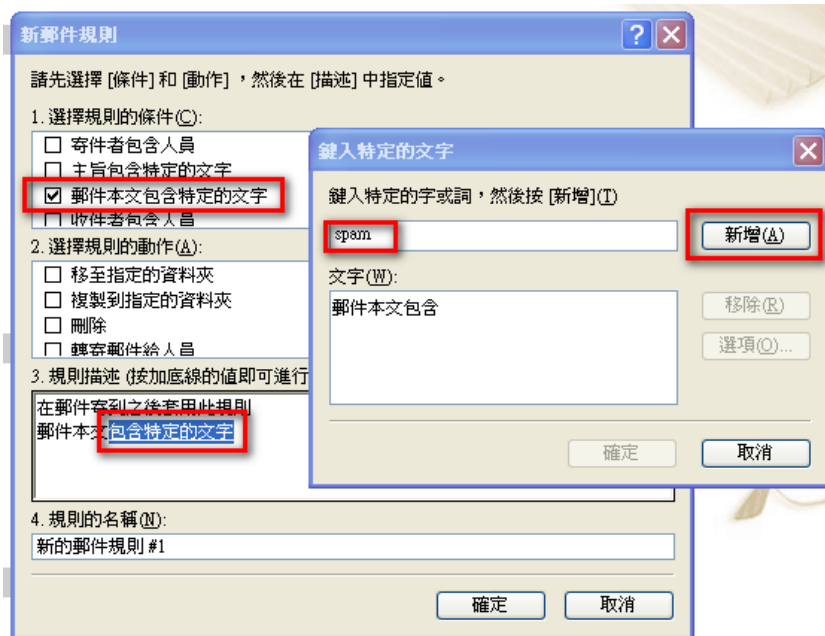 新郵件規則
請先選擇 [條件] 和 [動作] ，然後在 [描述] 中指定值。
1. 選擇規則的條件(C):
寄件者包含人員
主旨包含特定的文字
郵件本文包含特定的文字
收件者包含人員
2. 選擇規則的動作(A):
移至指定的資料夾
複製到指定的資料夾
刪除
轉寄郵件給人員
3. 規則描述 (按加底線的值即可進行
在郵件寄到之後套用此規則
郵件本文包含特定的文字
4. 規則的名稱(N):
新的郵件規則 #1
確定 取消
鍵入特定的文字
鍵入特定的字或詞，然後按 [新增](T)
spam 新增(A)
文字(W):
郵件本文包含 移除(R)
選項(O)...
確定 取消